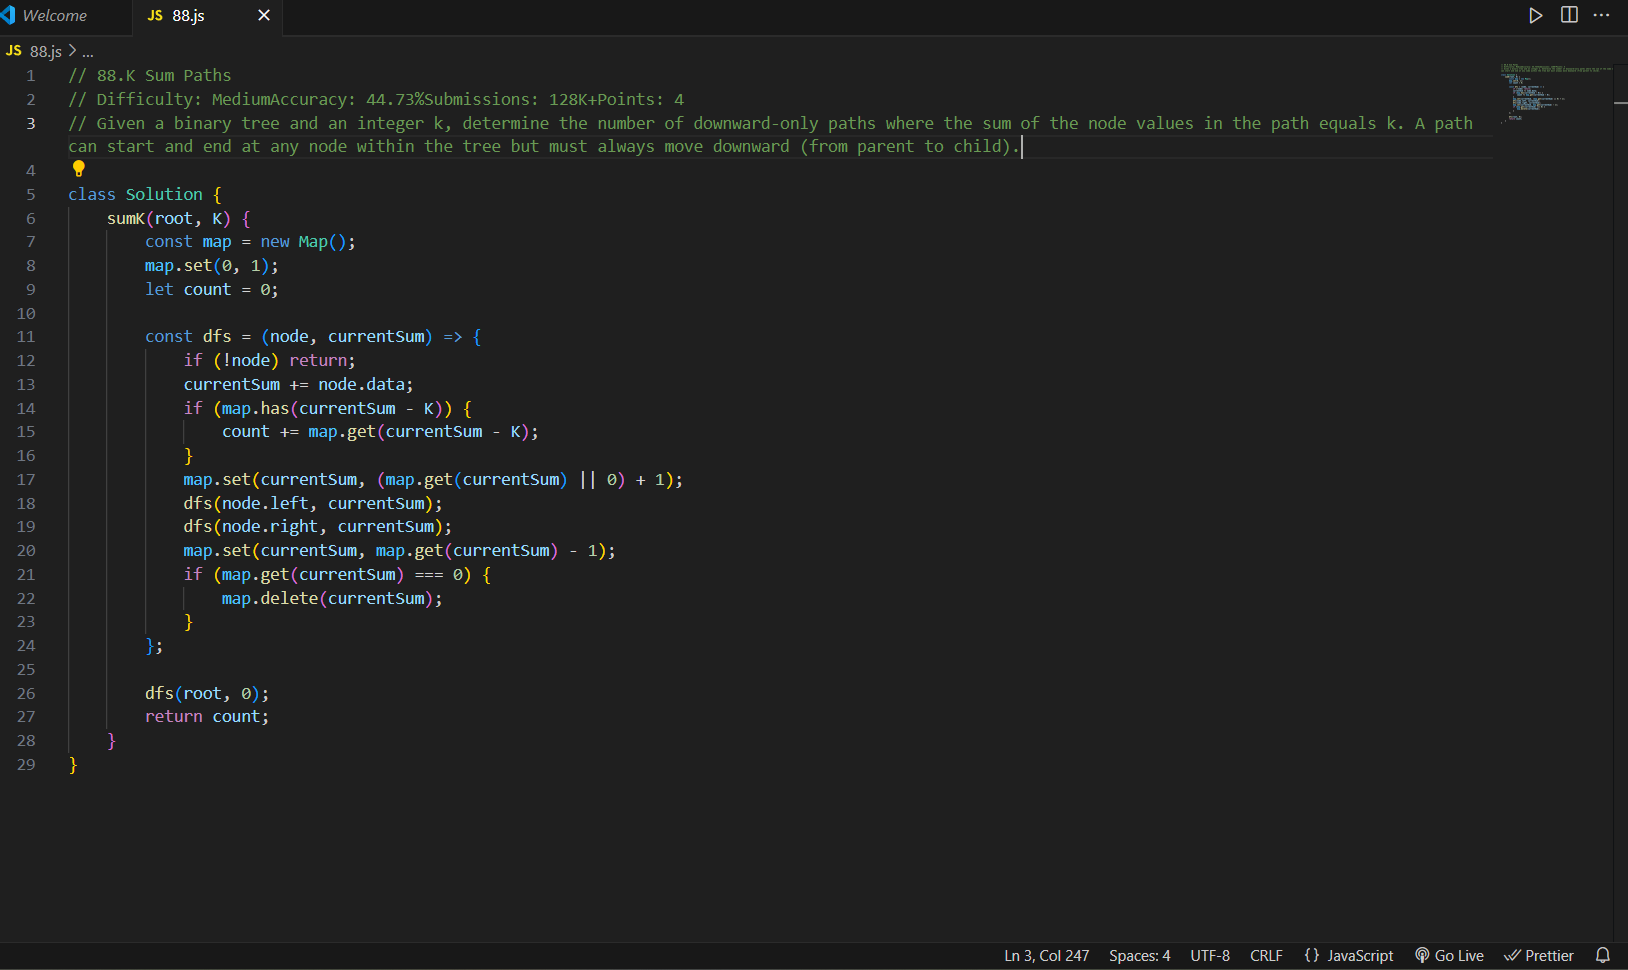 Welcome
JS 88.js
JS 88.js > ...
1 // 88.K Sum Paths
2 // Difficulty: MediumAccuracy: 44.73%Submissions: 128K+Points: 4
3 // Given a binary tree and an integer k, determine the number of downward-only paths where the sum of the node values in the path equals k. A path
can start and end at any node within the tree but must always move downward (from parent to child).
4
5 class Solution {
6     sumK(root, K) {
7         const map = new Map();
8         map.set(0, 1);
9         let count = 0;
10
11         const dfs = (node, currentSum) => {
12             if (!node) return;
13             currentSum += node.data;
14             if (map.has(currentSum - K)) {
15                 count += map.get(currentSum - K);
16             }
17             map.set(currentSum, (map.get(currentSum) || 0) + 1);
18             dfs(node.left, currentSum);
19             dfs(node.right, currentSum);
20             map.set(currentSum, map.get(currentSum) - 1);
21             if (map.get(currentSum) === 0) {
22                 map.delete(currentSum);
23             }
24         };
25
26         dfs(root, 0);
27         return count;
28     }
29 }
Ln 3, Col 247 Spaces: 4 UTF-8 CRLF {} JavaScript Go Live Prettier